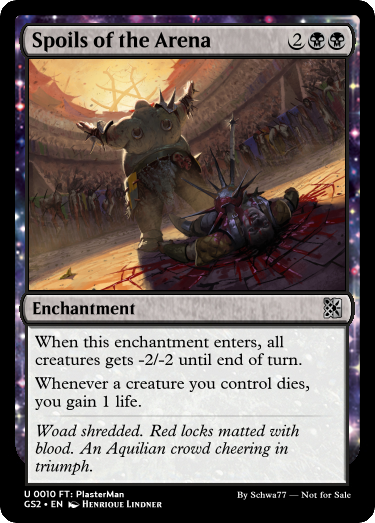 Spoils of the Arena 2
Enchantment
When this enchantment enters, all
creatures gets -2/-2 until end of turn.
Whenever a creature you control dies,
you gain 1 life.
Woad shredded. Red locks matted with
blood. An Aquilian crowd cheering in
triumph.
U 0010 FT: PlasterMan
GS2 • EN Henrique Lindner
By Schwa77 — Not for Sale